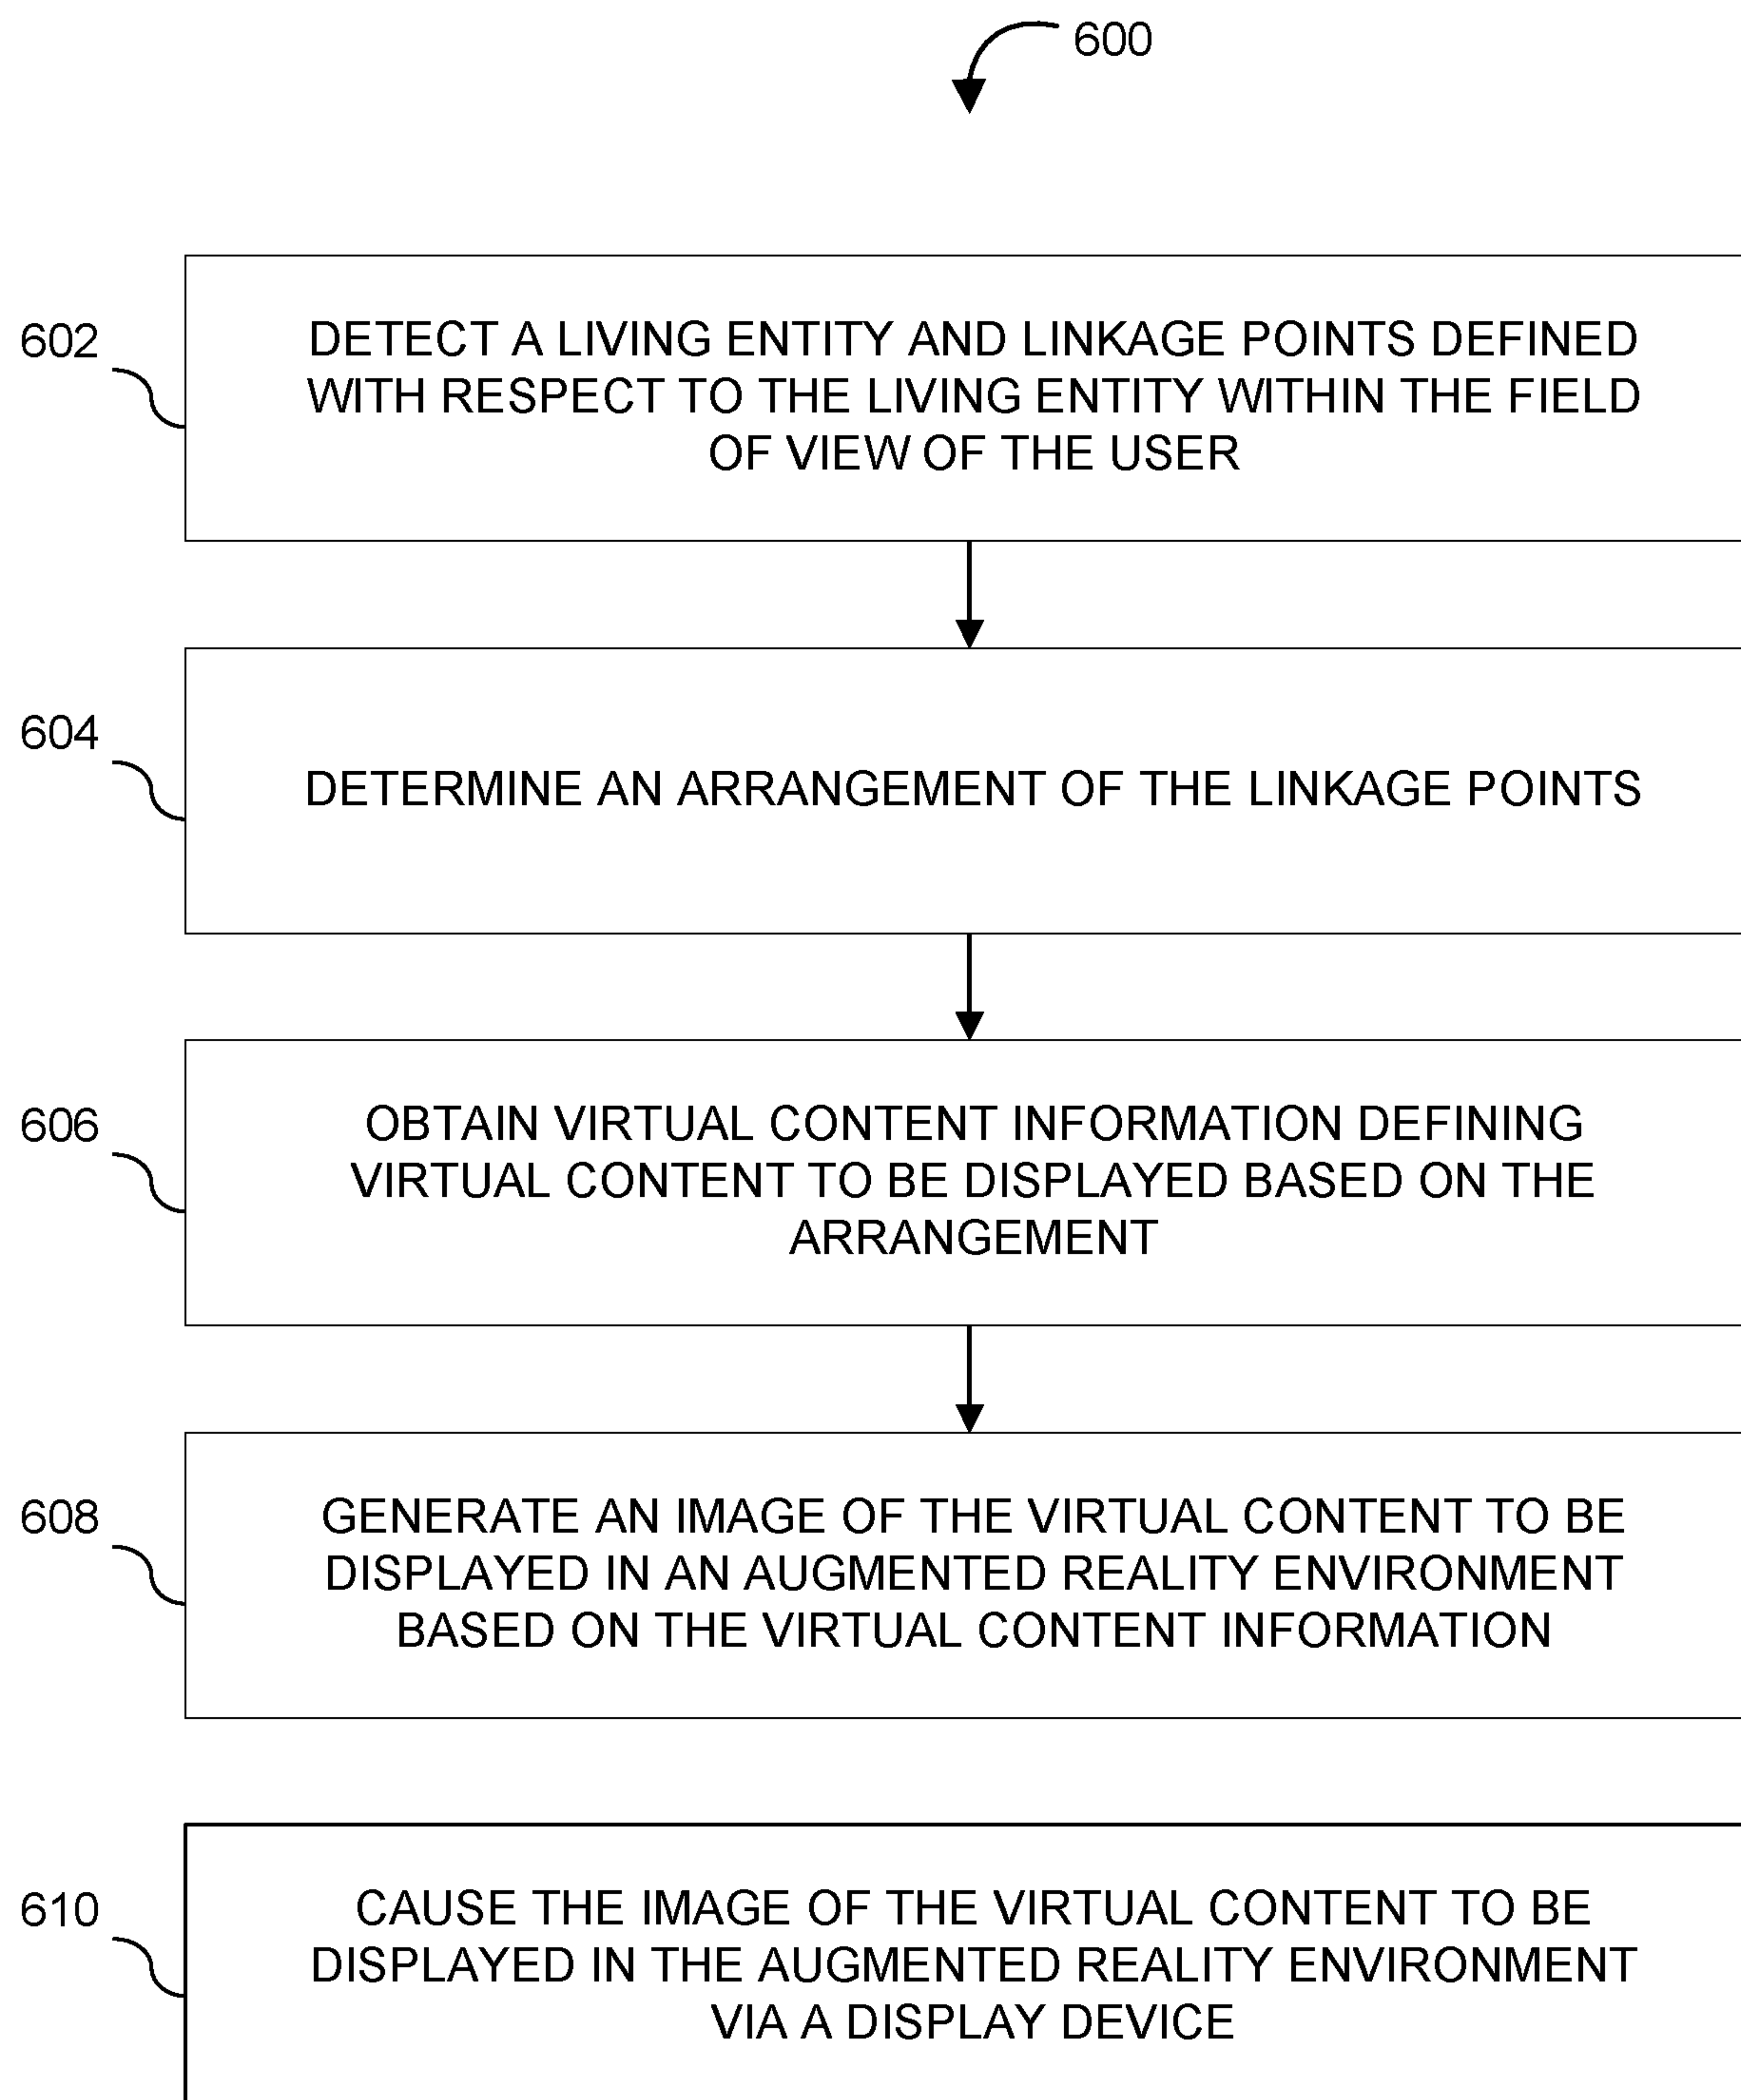 600
602
DETECT A LIVING ENTITY AND LINKAGE POINTS DEFINED
WITH RESPECT TO THE LIVING ENTITY WITHIN THE FIELD
OF VIEW OF THE USER
604
DETERMINE AN ARRANGEMENT OF THE LINKAGE POINTS
606
OBTAIN VIRTUAL CONTENT INFORMATION DEFINING
VIRTUAL CONTENT TO BE DISPLAYED BASED ON THE
ARRANGEMENT
608
GENERATE AN IMAGE OF THE VIRTUAL CONTENT TO BE
DISPLAYED IN AN AUGMENTED REALITY ENVIRONMENT
BASED ON THE VIRTUAL CONTENT INFORMATION
610
CAUSE THE IMAGE OF THE VIRTUAL CONTENT TO BE
DISPLAYED IN THE AUGMENTED REALITY ENVIRONMENT
VIA A DISPLAY DEVICE